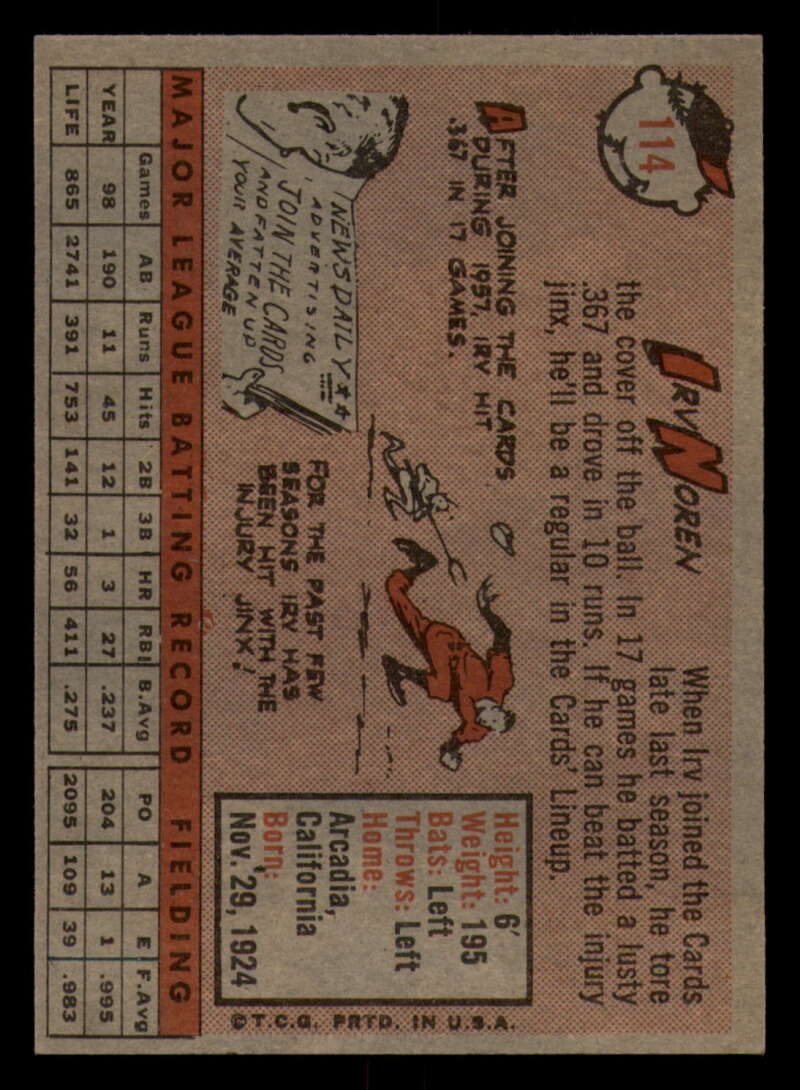 114
IRV NOREN
When Irv joined the Cards
late last season, he tore
the cover off the ball. In 17 games he batted a lusty
.367 and drove in 10 runs. If he can beat the injury
jinx, he'll be a regular in the Cards' Lineup.
AFTER JOINING THE CARDS
DURING 1957, IRV HIT
.367 IN 17 GAMES.
NEWSDAILY
ADVERTISING
JOIN THE CARDS
AND FATTEN UP
YOUR AVERAGE
FOR THE PAST FEW
SEASONS IRV HAS
BEEN HIT WITH THE
INJURY JINX!
Height: 6'
Weight: 195
Bats: Left
Throws: Left
Home:
Arcadia,
California
Born:
Nov. 29, 1924
© T.C.G. PRTD. IN U.S.A.
MAJOR LEAGUE BATTING RECORD FIELDING
Games AB Runs Hits 2B 3B HR RBI B.Avg PO A E F.Avg
YEAR 98 190 11 45 12 1 3 27 .237 204 13 1 .995
LIFE 865 2741 391 753 141 32 56 411 .275 2095 109 39 .983